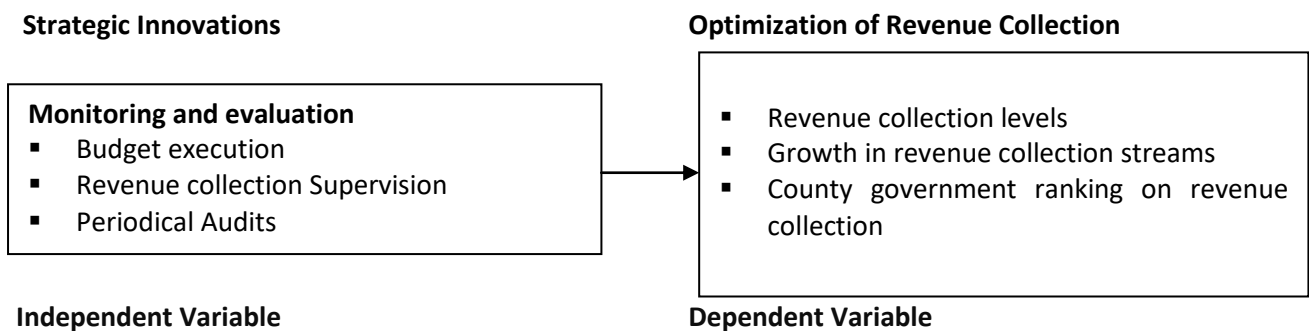 Strategic Innovations
Optimization of Revenue Collection
Monitoring and evaluation
▪ Budget execution
▪ Revenue collection Supervision
▪ Periodical Audits
▪ Revenue collection levels
▪ Growth in revenue collection streams
▪ County government ranking on revenue
collection
Independent Variable
Dependent Variable